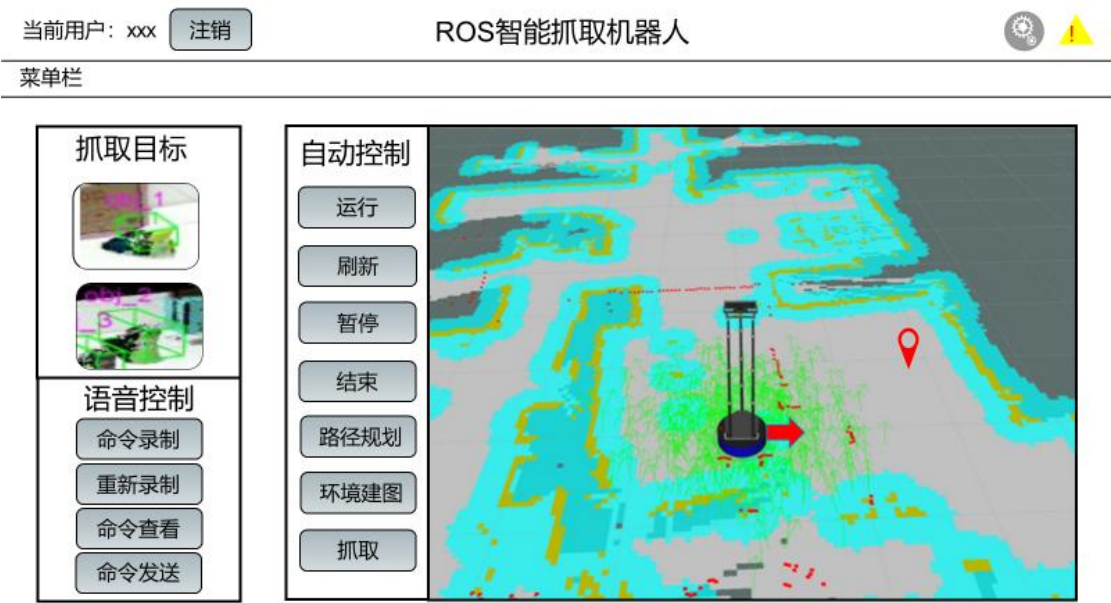 当前用户：xxx 注销 ROS智能抓取机器人 !
菜单栏
抓取目标
obj_1
obj_2
_3
语音控制
命令录制
重新录制
命令查看
命令发送
自动控制
运行
刷新
暂停
结束
路径规划
环境建图
抓取